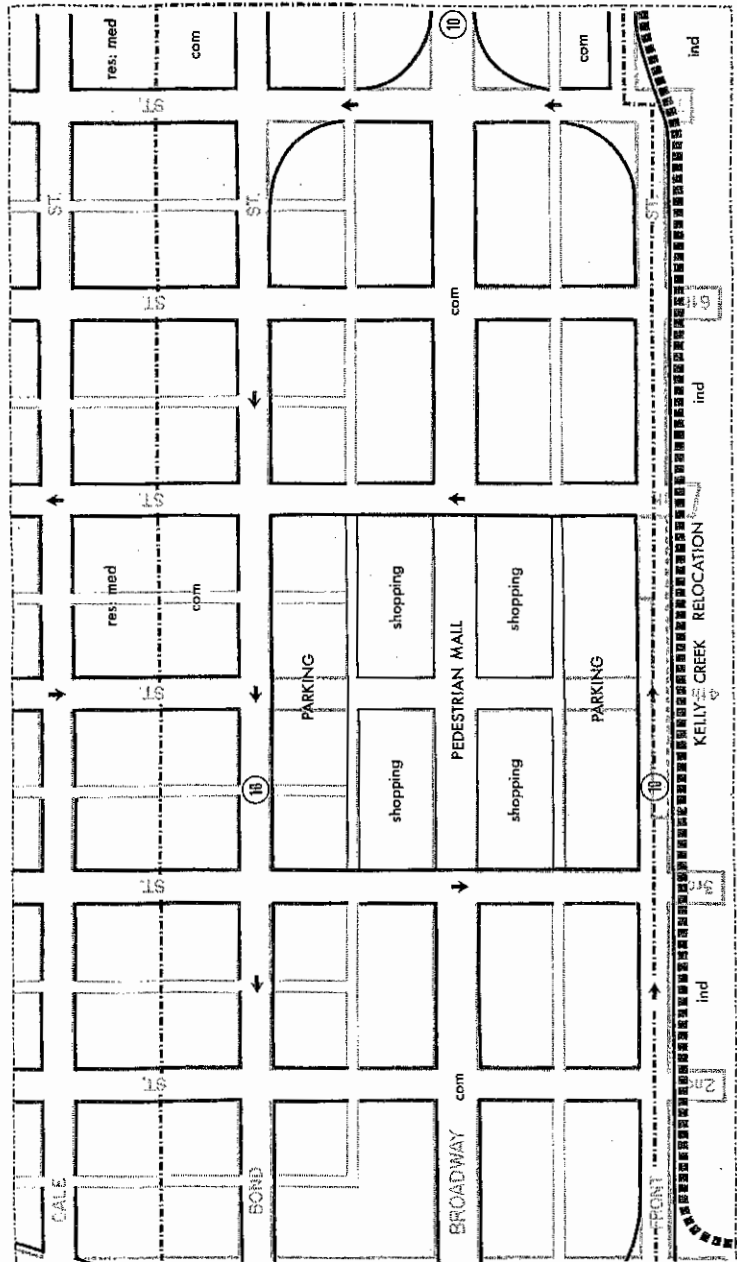 res: med
com
10
com
ind
ST.
ST.
ST.
ST.
ST.
6th
com
ind
ST.
res: med
com
PARKING
shopping
shopping
PEDESTRIAN MALL
shopping
shopping
PARKING
KELLY CREEK RELOCATION
ST.
10
ST.
3rd
ind
ST.
2nd
com
BOND
BROADWAY
FRONT